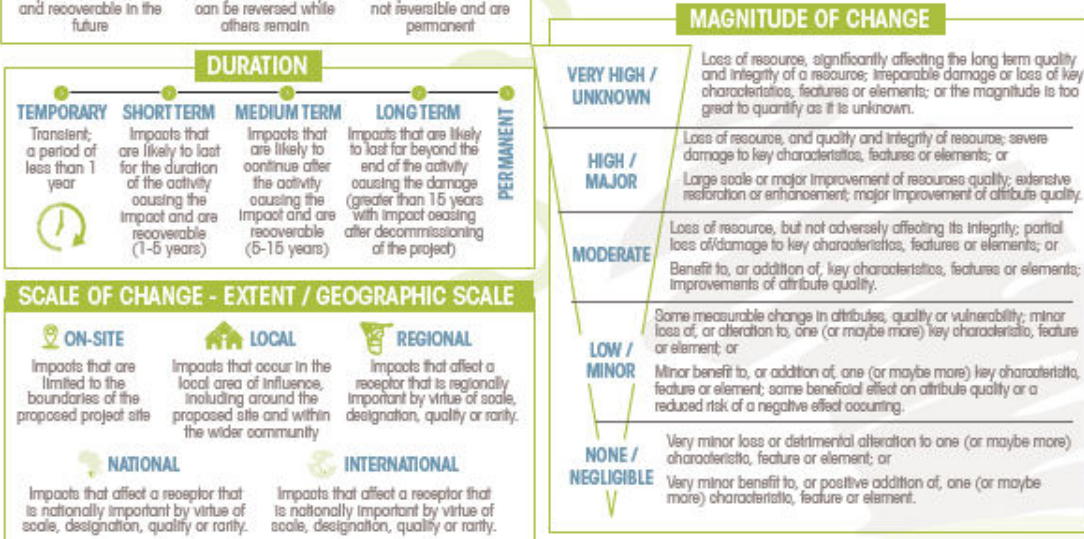 and recoverable in the
future
can be reversed while
others remain
not reversible and are
permanent
DURATION
TEMPORARY
Transient;
a period of
less than 1
year
SHORT TERM
Impacts that
are likely to last
for the duration
of the activity
causing the
impact and are
recoverable
(1-5 years)
MEDIUM TERM
Impacts that
are likely to
continue after
the activity
causing the
impact and are
recoverable
(5-15 years)
LONG TERM
Impacts that are likely
to last far beyond the
end of the activity
causing the damage
(greater than 15 years
with impact ceasing
after decommissioning
of the project)
PERMANENT
SCALE OF CHANGE - EXTENT / GEOGRAPHIC SCALE
ON-SITE
Impacts that are
limited to the
boundaries of the
proposed project site
LOCAL
Impacts that occur in the
local area of influence,
including around the
proposed site and within
the wider community
REGIONAL
Impacts that affect a
receptor that is regionally
important by virtue of scale,
designation, quality or rarity.
NATIONAL
Impacts that affect a receptor that
is nationally important by virtue of
scale, designation, quality or rarity.
INTERNATIONAL
Impacts that affect a receptor that
is nationally important by virtue of
scale, designation, quality or rarity.
MAGNITUDE OF CHANGE
VERY HIGH /
UNKNOWN
Loss of resource, significantly affecting the long term quality
and integrity of a resource; irreparable damage or loss of key
characteristics, features or elements; or the magnitude is too
great to quantify as it is unknown.
HIGH /
MAJOR
Loss of resource, and quality and integrity of resource; severe
damage to key characteristics, features or elements; or
Large scale or major improvement of resources quality; extensive
restoration or enhancement; major improvement of attribute quality.
MODERATE
Loss of resource, but not adversely affecting its integrity; partial
loss of/damage to key characteristics, features or elements; or
Benefit to, or addition of, key characteristics, features or elements;
improvements of attribute quality.
LOW /
MINOR
Some measurable change in attributes, quality or vulnerability; minor
loss of, or alteration to, one (or maybe more) key characteristic, feature
or element; or
Minor benefit to, or addition of, one (or maybe more) key characteristic,
feature or element; some beneficial effect on attribute quality or a
reduced risk of a negative effect occurring.
NONE /
NEGLIGIBLE
Very minor loss or detrimental alteration to one (or maybe more)
characteristic, feature or element; or
Very minor benefit to, or positive addition of, one (or maybe
more) characteristic, feature or element.